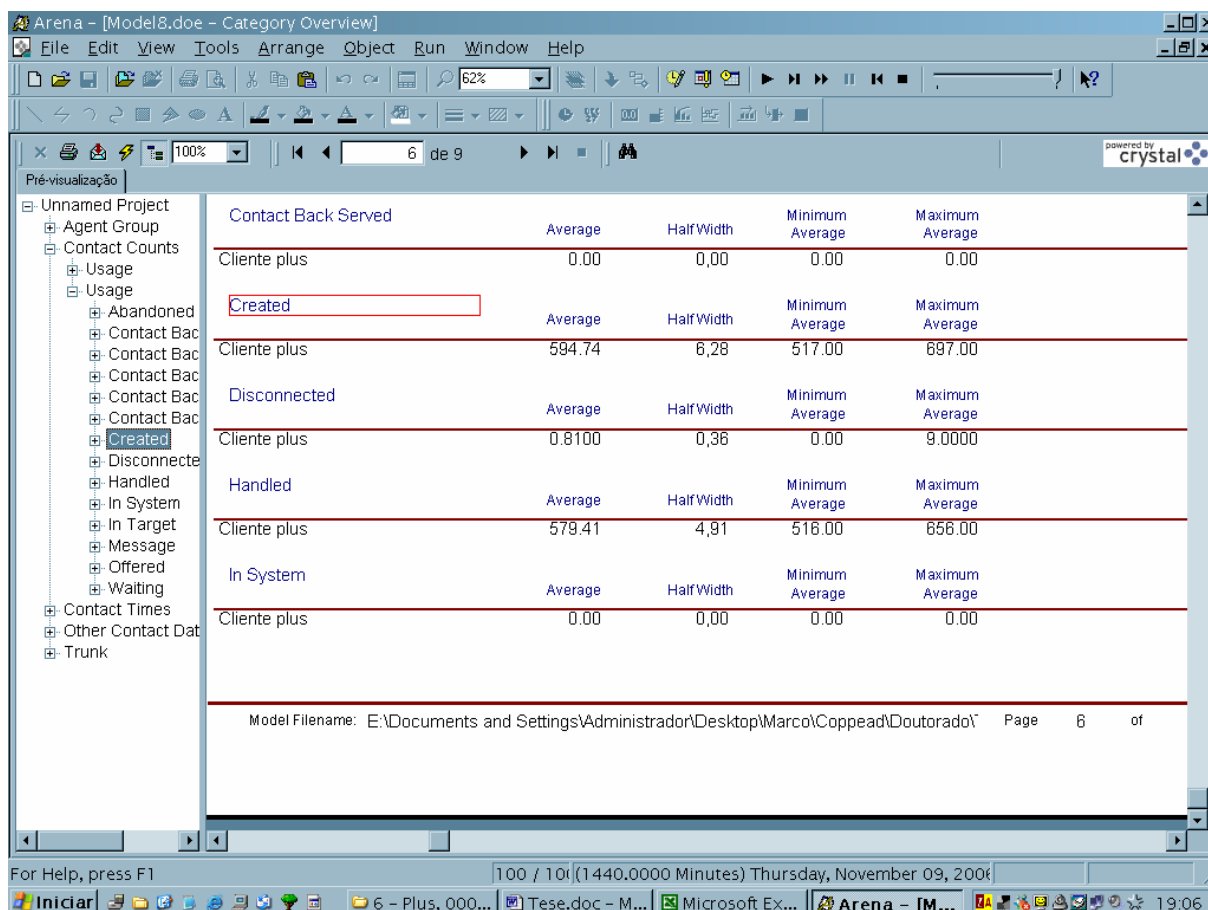 Arena - [Model8.doe - Category Overview]
File Edit View Tools Arrange Object Run Window Help
62%
100%
6 de 9
powered by crystal
Pré-visualização
Unnamed Project
Agent Group
Contact Counts
Usage
Usage
Abandoned
Contact Bac
Contact Bac
Contact Bac
Contact Bac
Contact Bac
Created
Disconnecte
Handled
In System
In Target
Message
Offered
Waiting
Contact Times
Other Contact Dat
Trunk
Contact Back Served Average Half Width Minimum Average Maximum Average
Cliente plus 0.00 0,00 0.00 0.00
Created Average Half Width Minimum Average Maximum Average
Cliente plus 594.74 6,28 517.00 697.00
Disconnected Average Half Width Minimum Average Maximum Average
Cliente plus 0.8100 0,36 0.00 9.0000
Handled Average Half Width Minimum Average Maximum Average
Cliente plus 579.41 4,91 516.00 656.00
In System Average Half Width Minimum Average Maximum Average
Cliente plus 0.00 0,00 0.00 0.00
Model Filename: E:\Documents and Settings\Administrador\Desktop\Marco\Coppead\Doutorado\ Page 6 of
For Help, press F1
100 / 10 (1440.0000 Minutes) Thursday, November 09, 2006
Iniciar 6 - Plus, 000... Tese.doc - M... Microsoft Ex... Arena - [M... 19:06